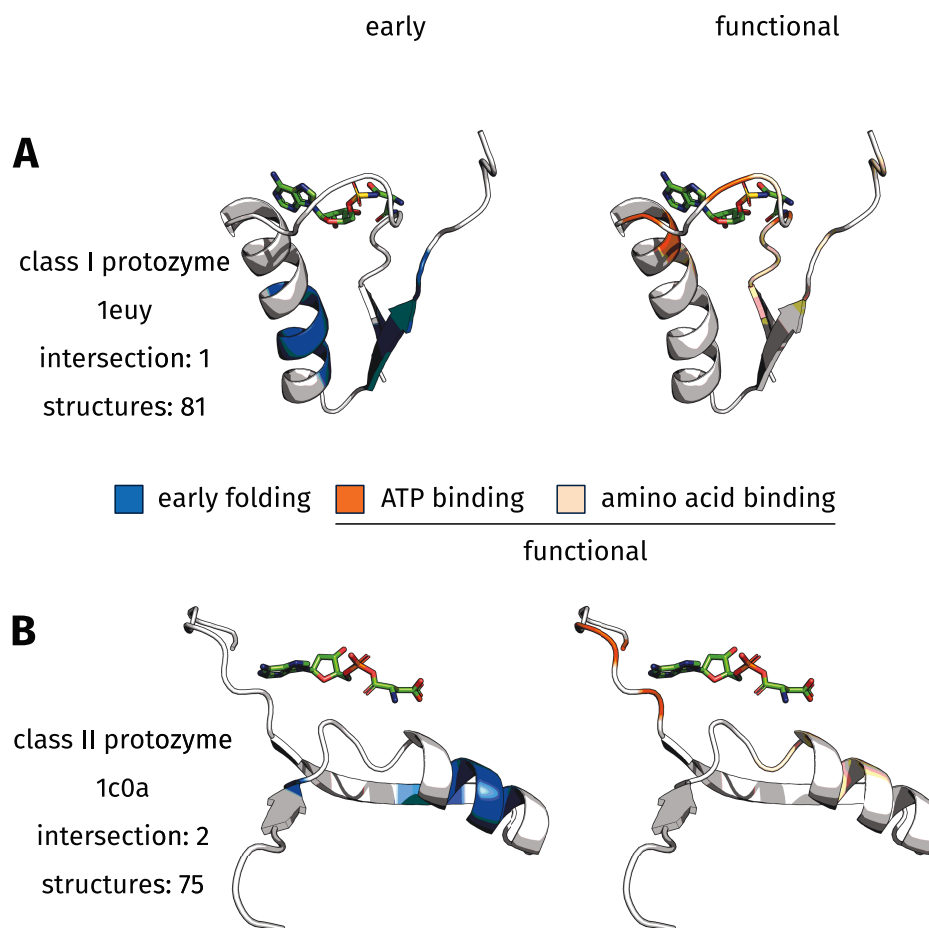 early functional
A
class I protozyme
1euy
intersection: 1
structures: 81
early folding ATP binding amino acid binding
functional
B
class II protozyme
1c0a
intersection: 2
structures: 75